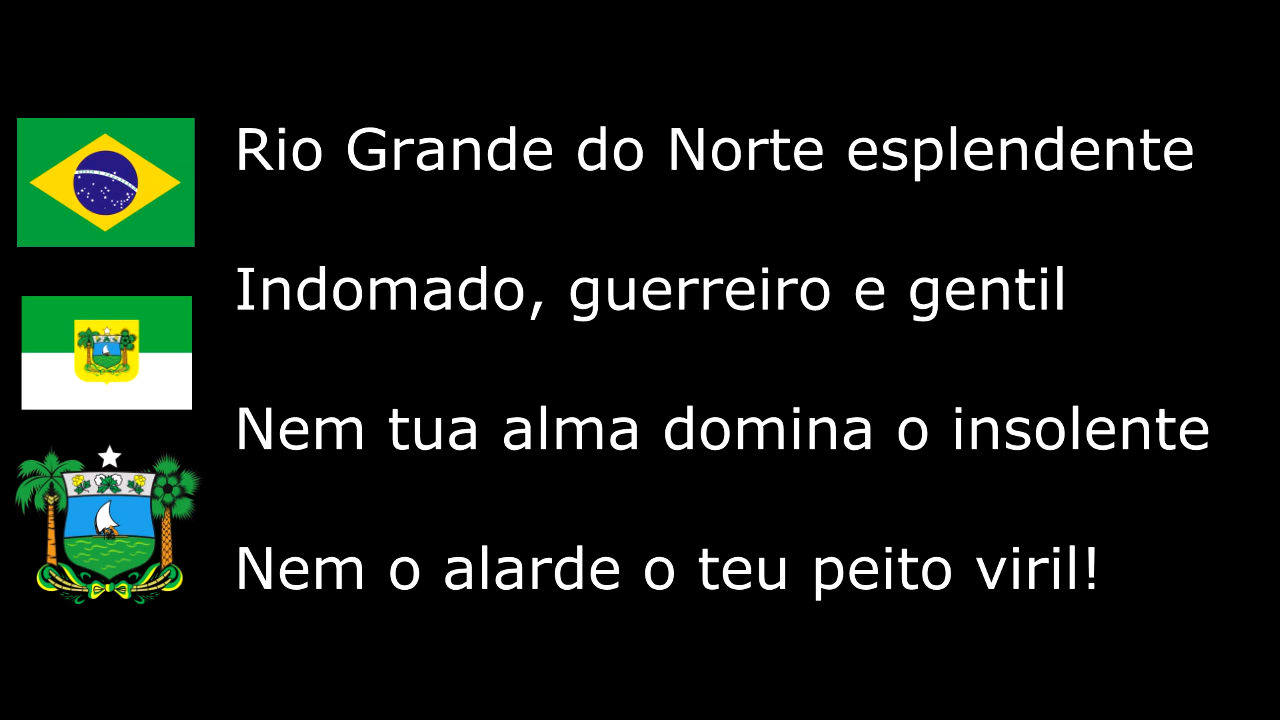 Rio Grande do Norte esplendente
Indomado, guerreiro e gentil
Nem tua alma domina o insolente
Nem o alarde o teu peito viril!